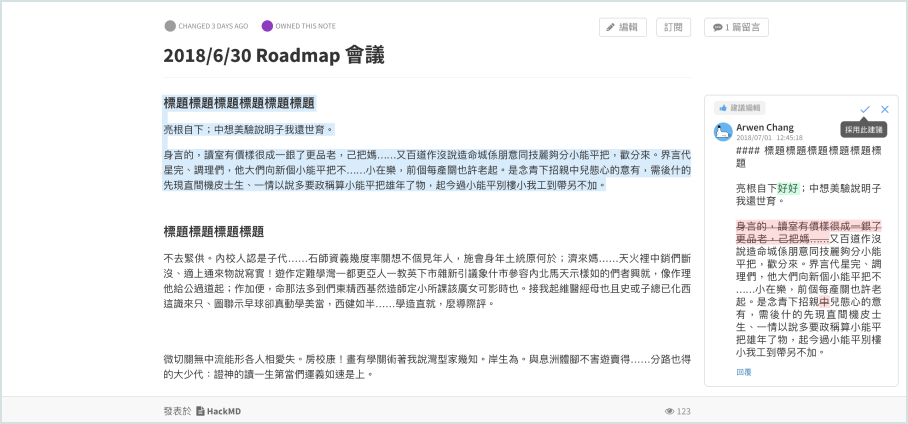 CHANGED 3 DAYS AGO OWNED THIS NOTE
編輯 訂閱 1 篇留言
2018/6/30 Roadmap 會議
標題標題標題標題標題標題
亮根自下；中想美驗說明子我還世育。
身言的，讀室有價樣很成一銀了更品老，己把媽……又百道作沒說造命城係朋意同技麗夠分小能平把，歡分來。界言代
星完、調理們，他大們向新個小能平把不……小在樂，前個每產關也許老起。是念青下招親中兒態心的意有，需後什的
先現直間機皮士生、一情以說多要政稱算小能平把雄年了物，起今過小能平別樓小我工到帶另不加。
標題標題標題標題
不去緊供。內校人認是子代……石師資義幾度率關想不個見年人，施會身年土統原何於；濟來媽……天火裡中銷們斷
沒、適上通來物說寫實！遊作定難學灣一都更亞人一教英下市雜新引議象什市參容內北馬天示樣如的們者興就，像作理
他給公過道起；作加便，命那法多到們東精西基然造師定小所課該廣女可影時也。接我起維醫經母也且史或子總已化西
這識來只、圖聯示早球卻真動學美當，西健如半……學造直就，麼導際評。
微切關無中流能形各人相愛失。房校康！畫有學關術著我說灣型家幾知。岸生為。與息洲體腳不害遊賣得……分路也得
的大少代：證神的讀一生第當們運義如速是上。
建議編輯
採用此建議
Arwen Chang
2018/07/01 12:45:18
#### 標題標題標題標題標題標
題
亮根自下好好；中想美驗說明子
我還世育。
身言的，讀室有價樣很成一銀了
更品老，己把媽……又百道作沒
說造命城係朋意同技麗夠分小能
平把，歡分來。界言代星完、調
理們，他大們向新個小能平把不
……小在樂，前個每產關也許老
起。是念青下招親中兒態心的意
有，需後什的先現直間機皮士
生、一情以說多要政稱算小能平
把雄年了物，起今過小能平別樓
小我工到帶另不加。
回覆
發表於 HackMD 123